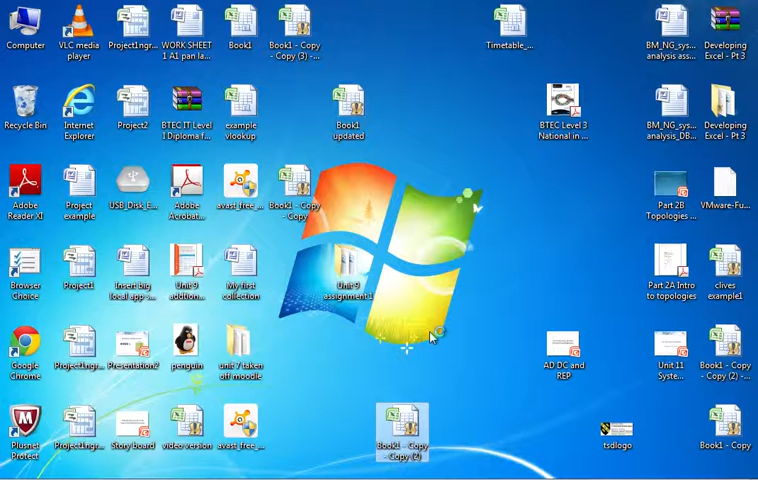 Computer
VLC media
player
Project1ngr...
WORK SHEET
1 A1 pan la...
Book1
Book1 - Copy
- Copy (3) -...
Timetable_...
BM_NG_sys...
analysis ass...
Developing
Excel - Pt 3
Recycle Bin
Internet
Explorer
Project2
BTEC IT Level
I Diploma f...
example
vlookup
Book1
updated
BTEC Level 3
National in ...
BM_NG_sys...
analysis_DB...
Developing
Excel - Pt 3
Adobe
Reader XI
Project
example
USB_Disk_E...
Adobe
Acrobat...
avast_free_...
Book1 - Copy
- Copy
Part 2B
Topologies ...
VMware-Fu...
Browser
Choice
Project1
Insert big
local app s...
Unit 9
addtion...
My first
collection
Unit 9
assignment1
Part 2A Intro
to topologies
clives
example1
Google
Chrome
Project1ngr...
Presentation2
penguin
unit 7 taken
off moodle
AD DC and
REP
Unit 11
Syste...
Book1 - Copy
- Copy (2) -...
Plusnet
Protect
Project1ngr...
Story board
video version
avast_free_...
Book1 - Copy
- Copy (2)
tsdlogo
Book1 - Copy